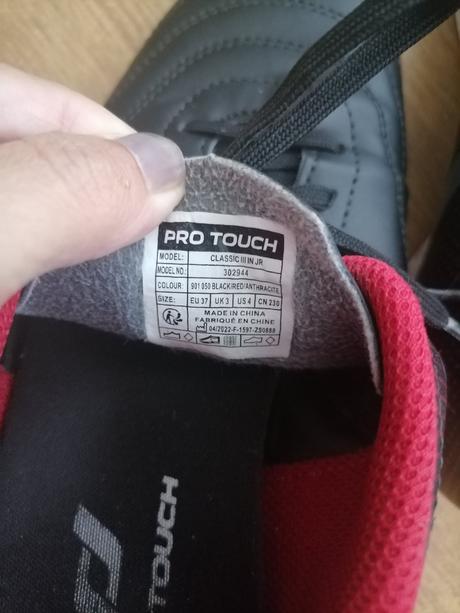 PRO TOUCH
MODEL: CLASSIC III IN JR
MODEL NO: 302944
COLOUR: 901 050 BLACK/RED/ANTHRACITE
SIZE: EU 37 UK 3 US 4 CN 230
MADE IN CHINA
FABRIQUÉ EN CHINE
04/2022-F-1597-ZS0888
TOUCH